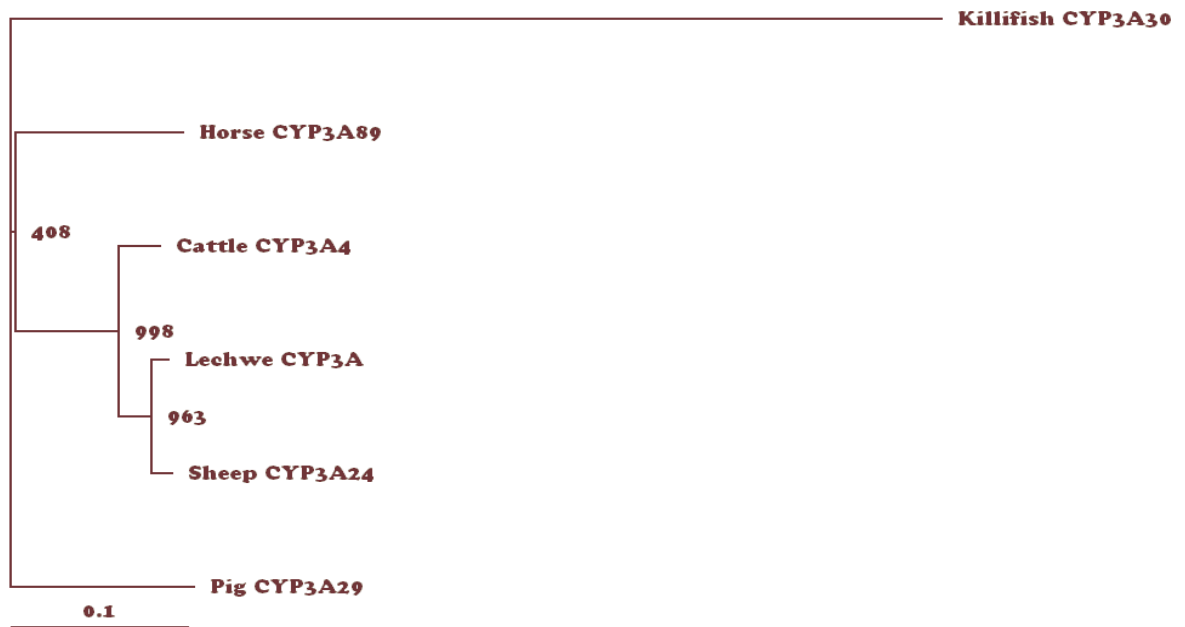 Killifish CYP3A30
Horse CYP3A89
408
Cattle CYP3A4
998
Lechwe CYP3A
963
Sheep CYP3A24
Pig CYP3A29
0.1